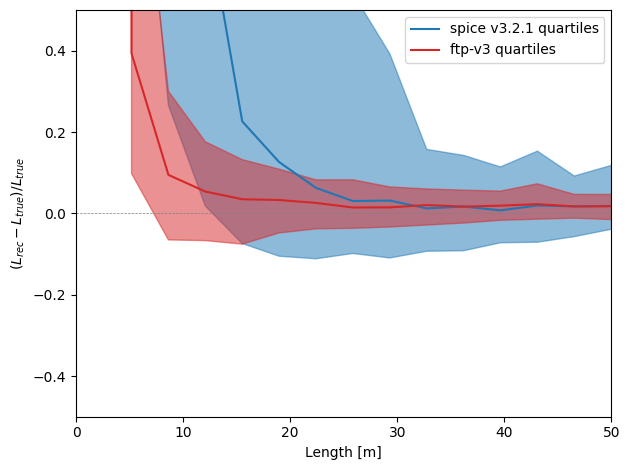 spice v3.2.1 quartiles
ftp-v3 quartiles
0.4
0.2
0.0
−0.2
−0.4
(L_rec − L_true)/L_true
0 10 20 30 40 50
Length [m]